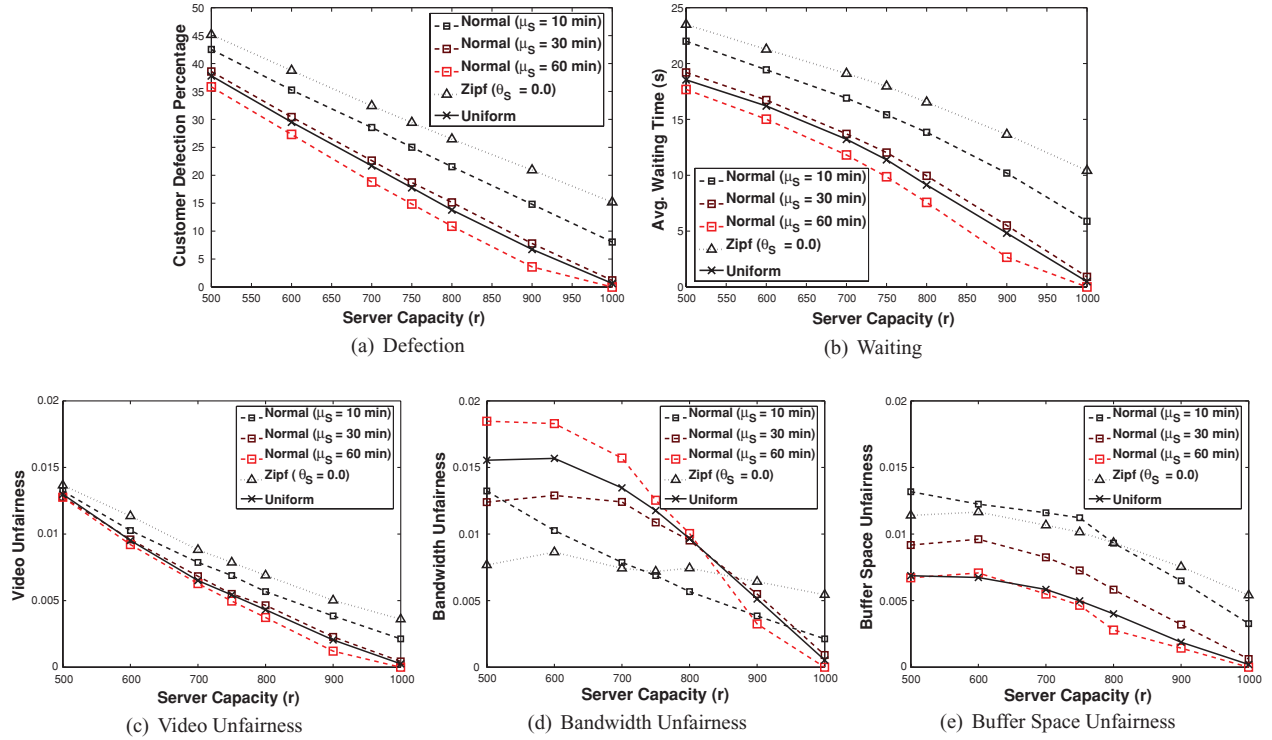 50
45
40
35
30
25
20
15
10
5
0
Customer Defection Percentage
Normal (μS = 10 min)
Normal (μS = 30 min)
Normal (μS = 60 min)
Zipf (θS = 0.0)
Uniform
500 550 600 650 700 750 800 850 900 950 1000
Server Capacity (r)
(a) Defection
25
20
15
10
5
0
Avg. Waiting Time (s)
Normal (μS = 10 min)
Normal (μS = 30 min)
Normal (μS = 60 min)
Zipf (θS = 0.0)
Uniform
500 550 600 650 700 750 800 850 900 950 1000
Server Capacity (r)
(b) Waiting
0.02
0.015
0.01
0.005
0
Video Unfairness
Normal (μS = 10 min)
Normal (μS = 30 min)
Normal (μS = 60 min)
Zipf (θS = 0.0)
Uniform
500 600 700 800 900 1000
Server Capacity (r)
(c) Video Unfairness
0.02
0.015
0.01
0.005
0
Bandwidth Unfairness
Normal (μS = 10 min)
Normal (μS = 30 min)
Normal (μS = 60 min)
Zipf (θS = 0.0)
Uniform
500 600 700 800 900 1000
Server Capacity (r)
(d) Bandwidth Unfairness
0.02
0.015
0.01
0.005
0
Buffer Space Unfairness
Normal (μS = 10 min)
Normal (μS = 30 min)
Normal (μS = 60 min)
Zipf (θS = 0.0)
Uniform
500 600 700 800 900 1000
Server Capacity (r)
(e) Buffer Space Unfairness